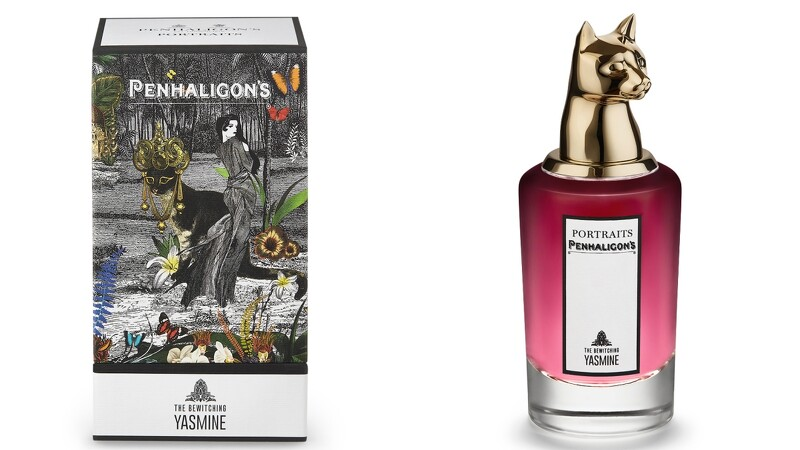 PENHALIGON'S
PORTRAITS
PENHALIGON'S
THE BEWITCHING
YASMINE
PORTRAITS
PENHALIGON'S
THE BEWITCHING
YASMINE